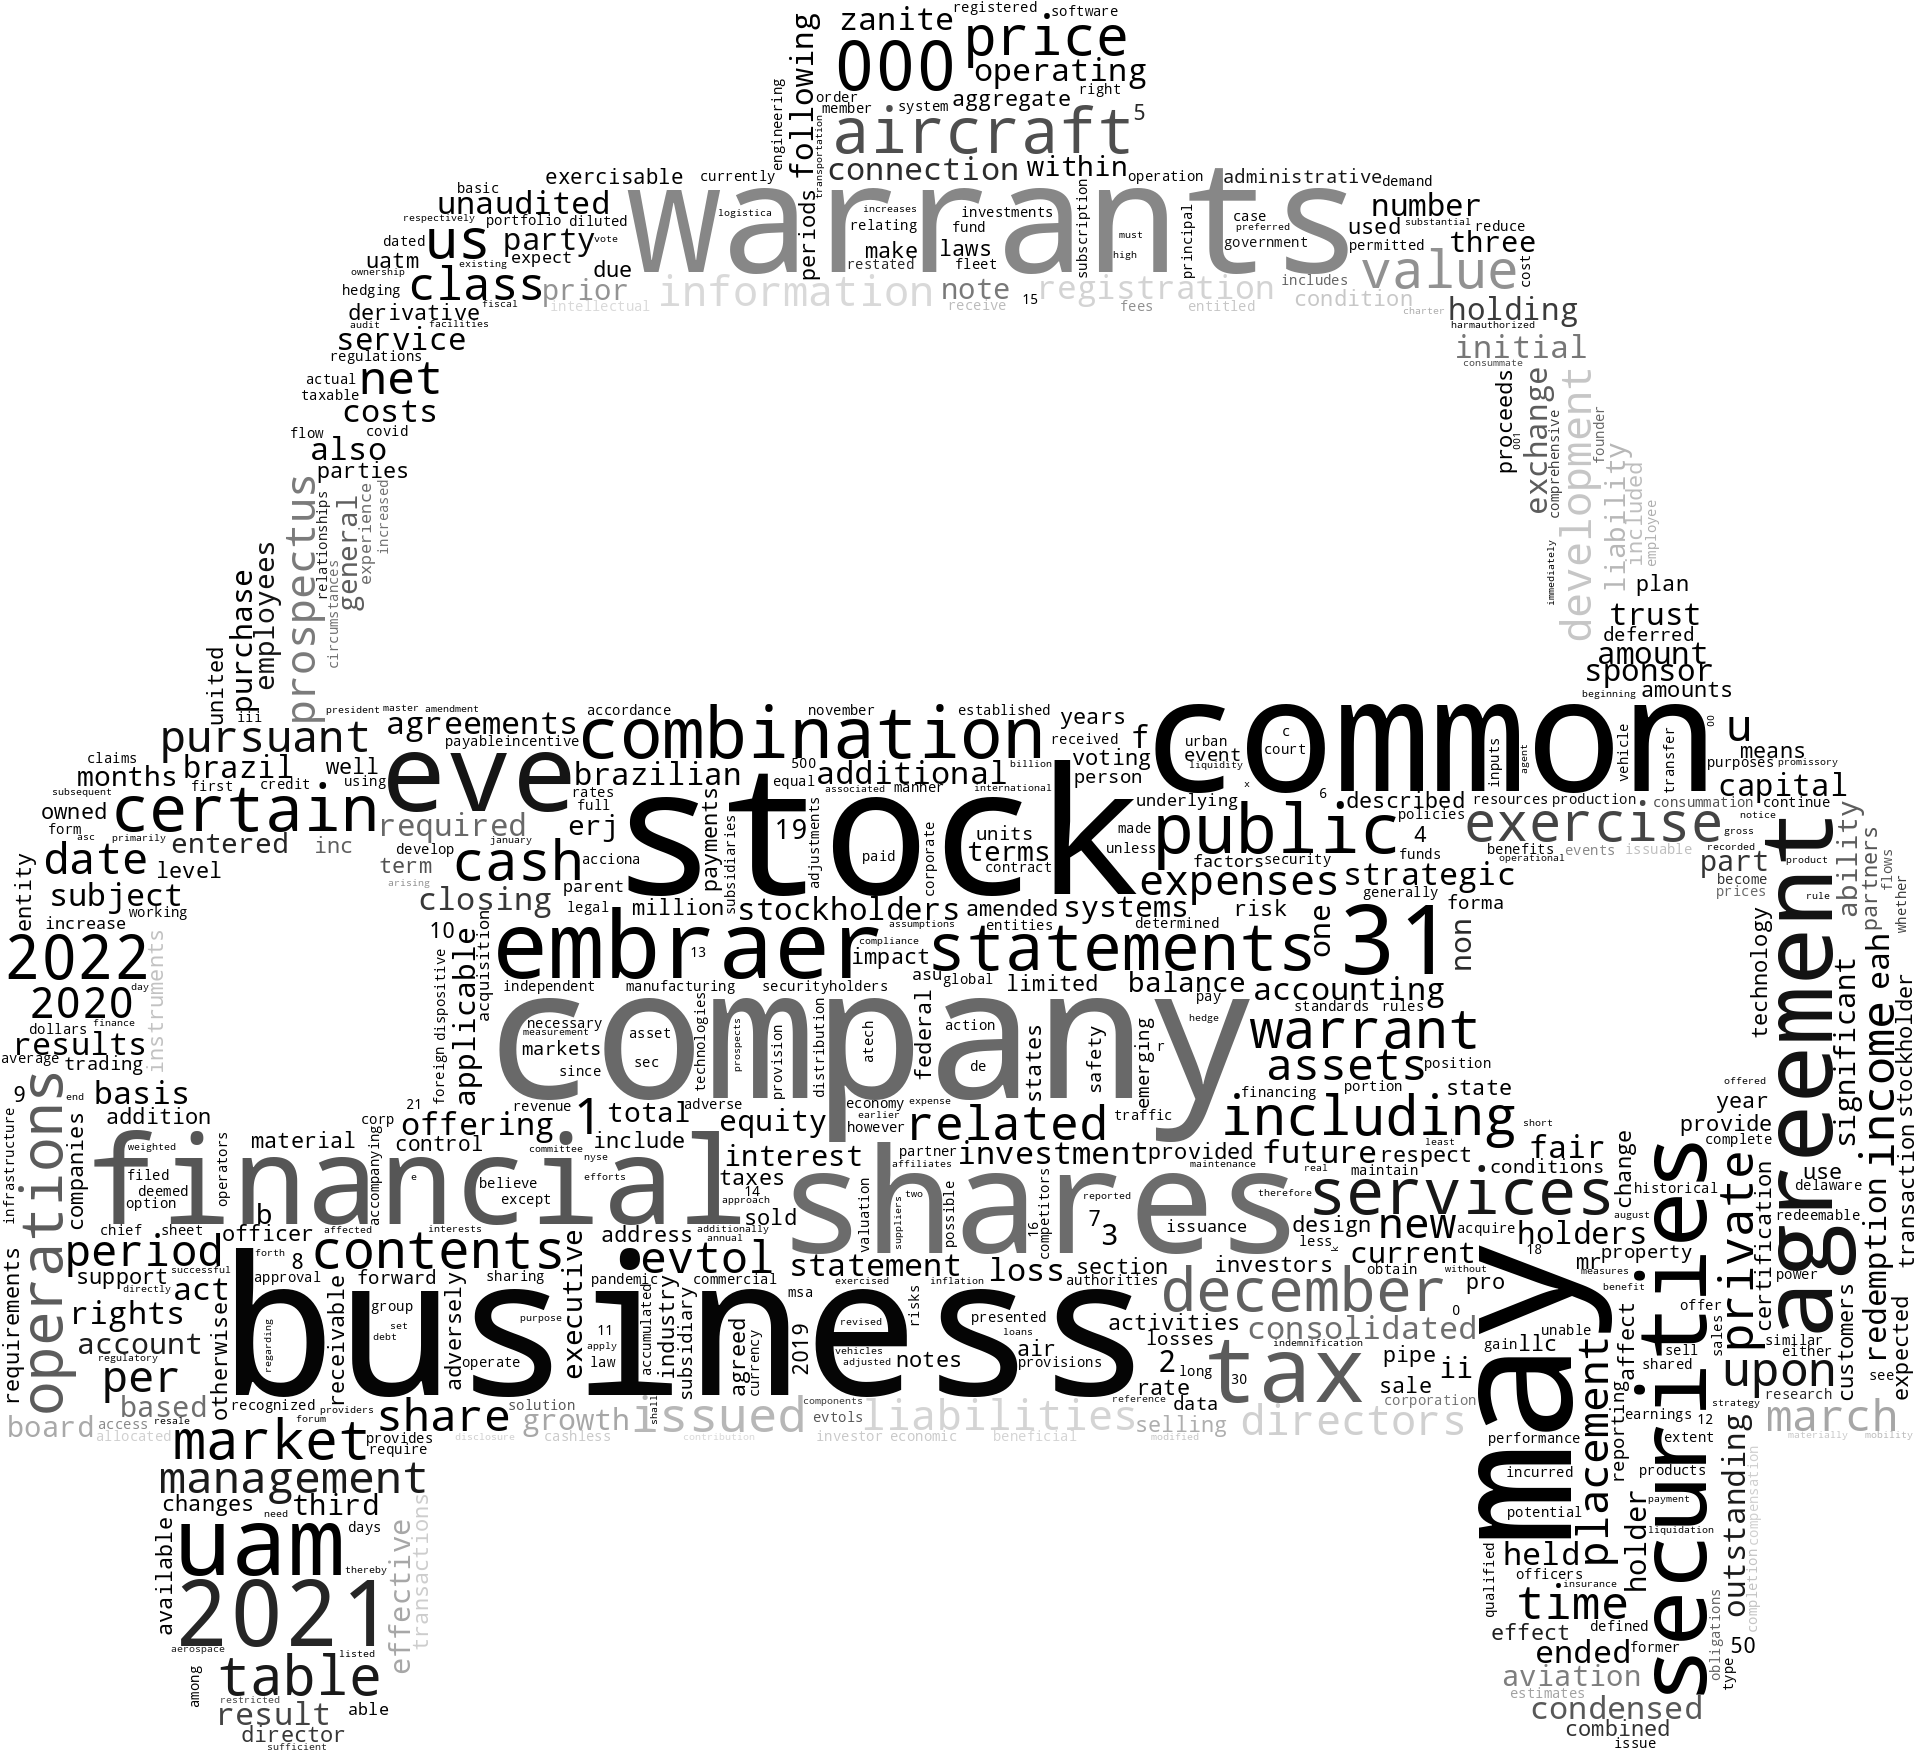 zanite registered software
000 price
operating
following engineering order member system aggregate right
transportation aircraft 5
connection within
exercisable currently operation administrative demand
basic unaudited warrants number
respectively portfolio diluted logistica increases investments subscription case preferred used substantial reduce
dated us party vote periods relating fund must principal government permitted three
uatm existing expect make laws high value cost
ownership class due restated fleet
hedging fiscal prior information note 15 registration includes condition
derivative intellectual receive fees entitled charter holding
audit facilities harmauthorized
service initial
regulations consummate
actual net proceeds exchange development
taxable costs 001 comprehensive founder
flow covid
also liability
parties included
prospectus relationships general experience increased employee
circumstances immediately
employees plan
purchase trust
united deferred
amount
sponsor
iii president master amendment accordance november established years beginning amounts
pursuant agreements combination received f common 00 u
claims brazil well payableincentive urban c court means
months first credit using eve brazilian 500 additional billion voting event liquidity inputs agent vehicle transfer purposes promissory
subsequent certain rates equal associated manner international person x capital
owned required full stock underlying 6 described resources production consummation continue
form asc primarily inc erj payments 19 units made public 4 policies exercise notice
entered develop january adjustments terms unless funds gross
date level term cash acciona subsidiaries paid corporate contract factors security benefits operational events issuable recorded part product ability partners flows
entity subject arising parent expenses strategic become
working closing legal million stockholders amended systems risk generally forma prices rule whether
increase 10 acquisition assumptions entities determined one non technology agreement
2022 instruments embraer 13 compliance impact statements 31 eah
2020 day applicable independent manufacturing securityholders asu global limited balance pay accounting significant income stockholder
dollars finance foreign dispositive necessary measurement asset technologies prospects distribution federal action hedge standards rules
results markets sec company atech states safety emerging r warrant
average trading since provision de assets position
9 end basis 21 revenue 1 economy expense financing portion state offered
operations addition corp offering total adverse equity earlier however related traffic including year
infrastructure companies weighted material accompanying control committee nyse include interest partner investment provided future respect least short fair provide
filed financial operators believe efforts taxes affiliates maintenance real maintain conditions change complete
deemed e except 14 approach valuation shares reported therefore services securities private certification use
option b sold suppliers two possible competitors 7 historical delaware
chief sheet officer affected interests address additionally 16 3 issuance design new acquire august holders redeemable
period forth 8 contents executive evtol annual statement loss section less k current 18 mr property transaction
requirements support successful approval forward sharing pandemic commercial exercised inflation authorities investors obtain without measures power redemption
directly act receivable group purpose industry msa risks december 0 pro benefit
rights otherwise regarding set business 11 accumulated subsidiary revised presented activities consolidated may offer customers expected
account debt adversely apply agreed 2019 vehicles loans losses indemnification gain llc unable sales similar
regulatory per operate law currency adjusted notes air provisions 2 long tax pipe ii sell shared affect upon either
based recognized providers shall components reference rate 30 sale corporation research see
board access resale forum share solution growth issued evtols liabilities data selling directors earnings 12 strategy march
allocated market provides disclosure cashless contribution investor economic beneficial modified performance placement reporting extent materially mobility
require
management incurred products outstanding
changes third transactions potential holder payment compensation
need days liquidation
available uam effective held
thereby qualified officers insurance completion
2021 time
effect defined obligations
aerospace listed ended former 50
among table aviation type
restricted estimates
result able condensed
director combined
sufficient issue